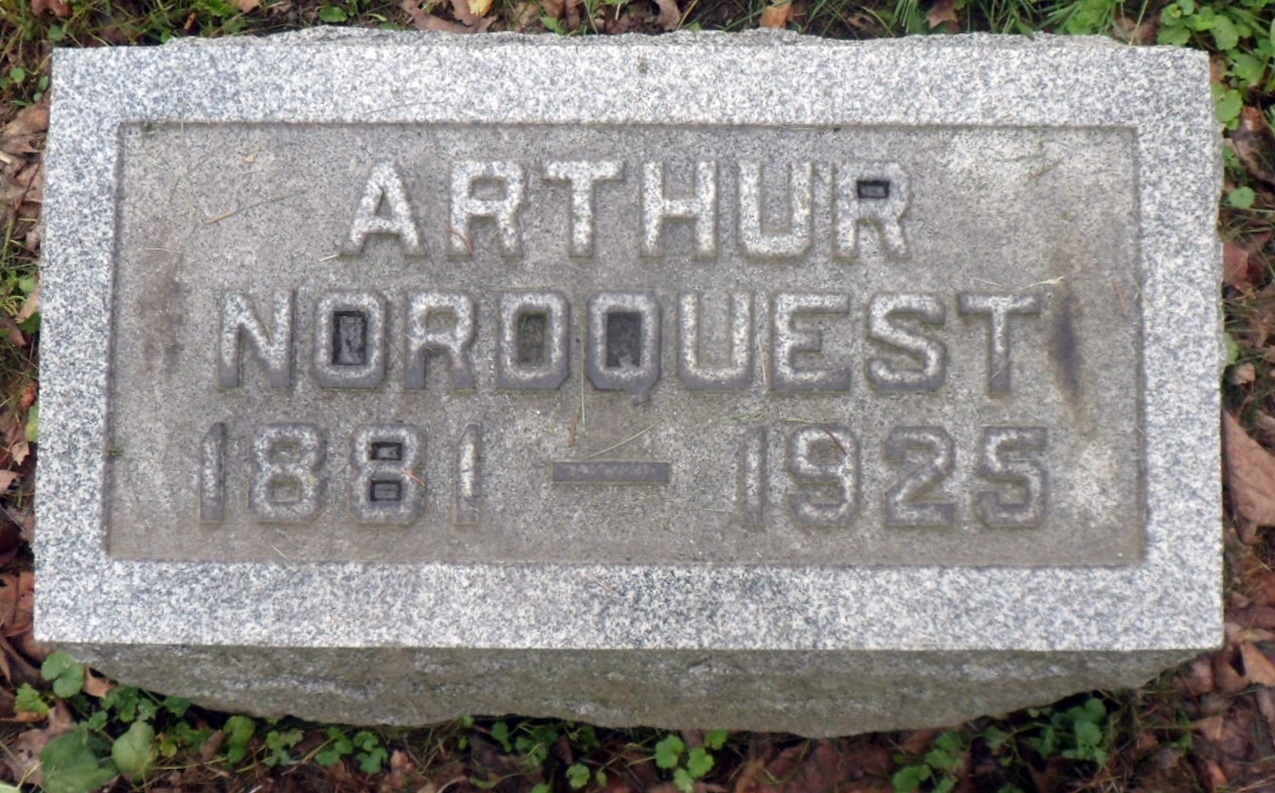 ARTHUR
NORDQUEST
1881 — 1925